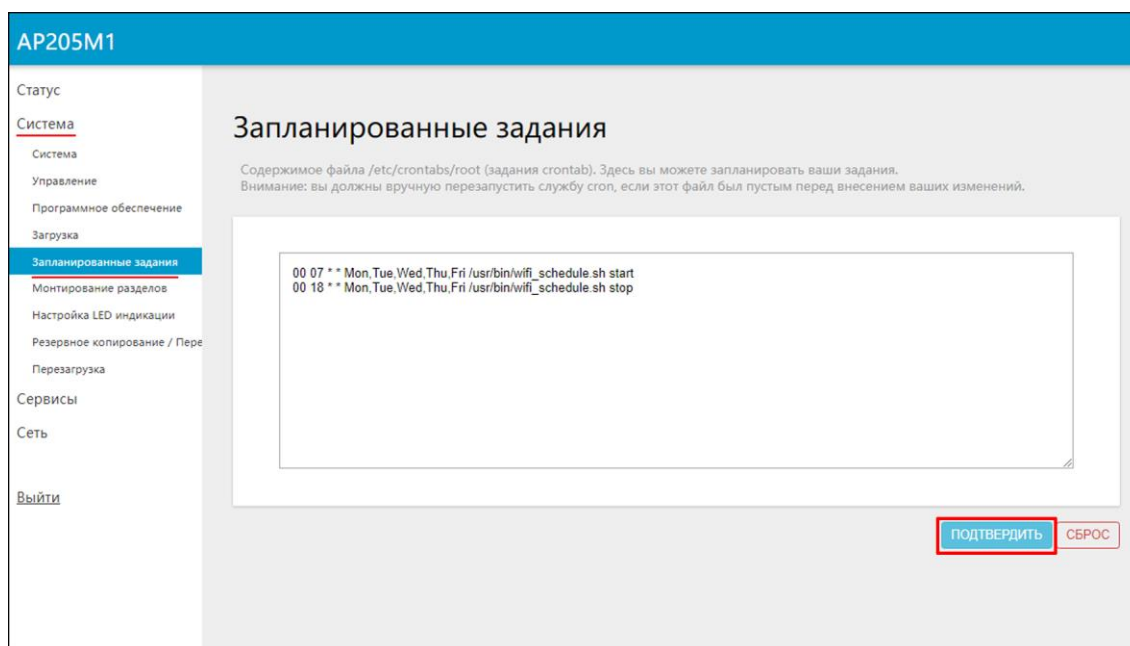 AP205M1
Статус
Система
Система
Управление
Программное обеспечение
Загрузка
Запланированные задания
Монтирование разделов
Настройка LED индикации
Резервное копирование / Пере
Перезагрузка
Сервисы
Сеть
Выйти
Запланированные задания
Содержимое файла /etc/crontabs/root (задания crontab). Здесь вы можете запланировать ваши задания.
Внимание: вы должны вручную перезапустить службу cron, если этот файл был пустым перед внесением ваших изменений.
00 07 * * Mon,Tue,Wed,Thu,Fri /usr/bin/wifi_schedule.sh start
00 18 * * Mon,Tue,Wed,Thu,Fri /usr/bin/wifi_schedule.sh stop
ПОДТВЕРДИТЬ СБРОС